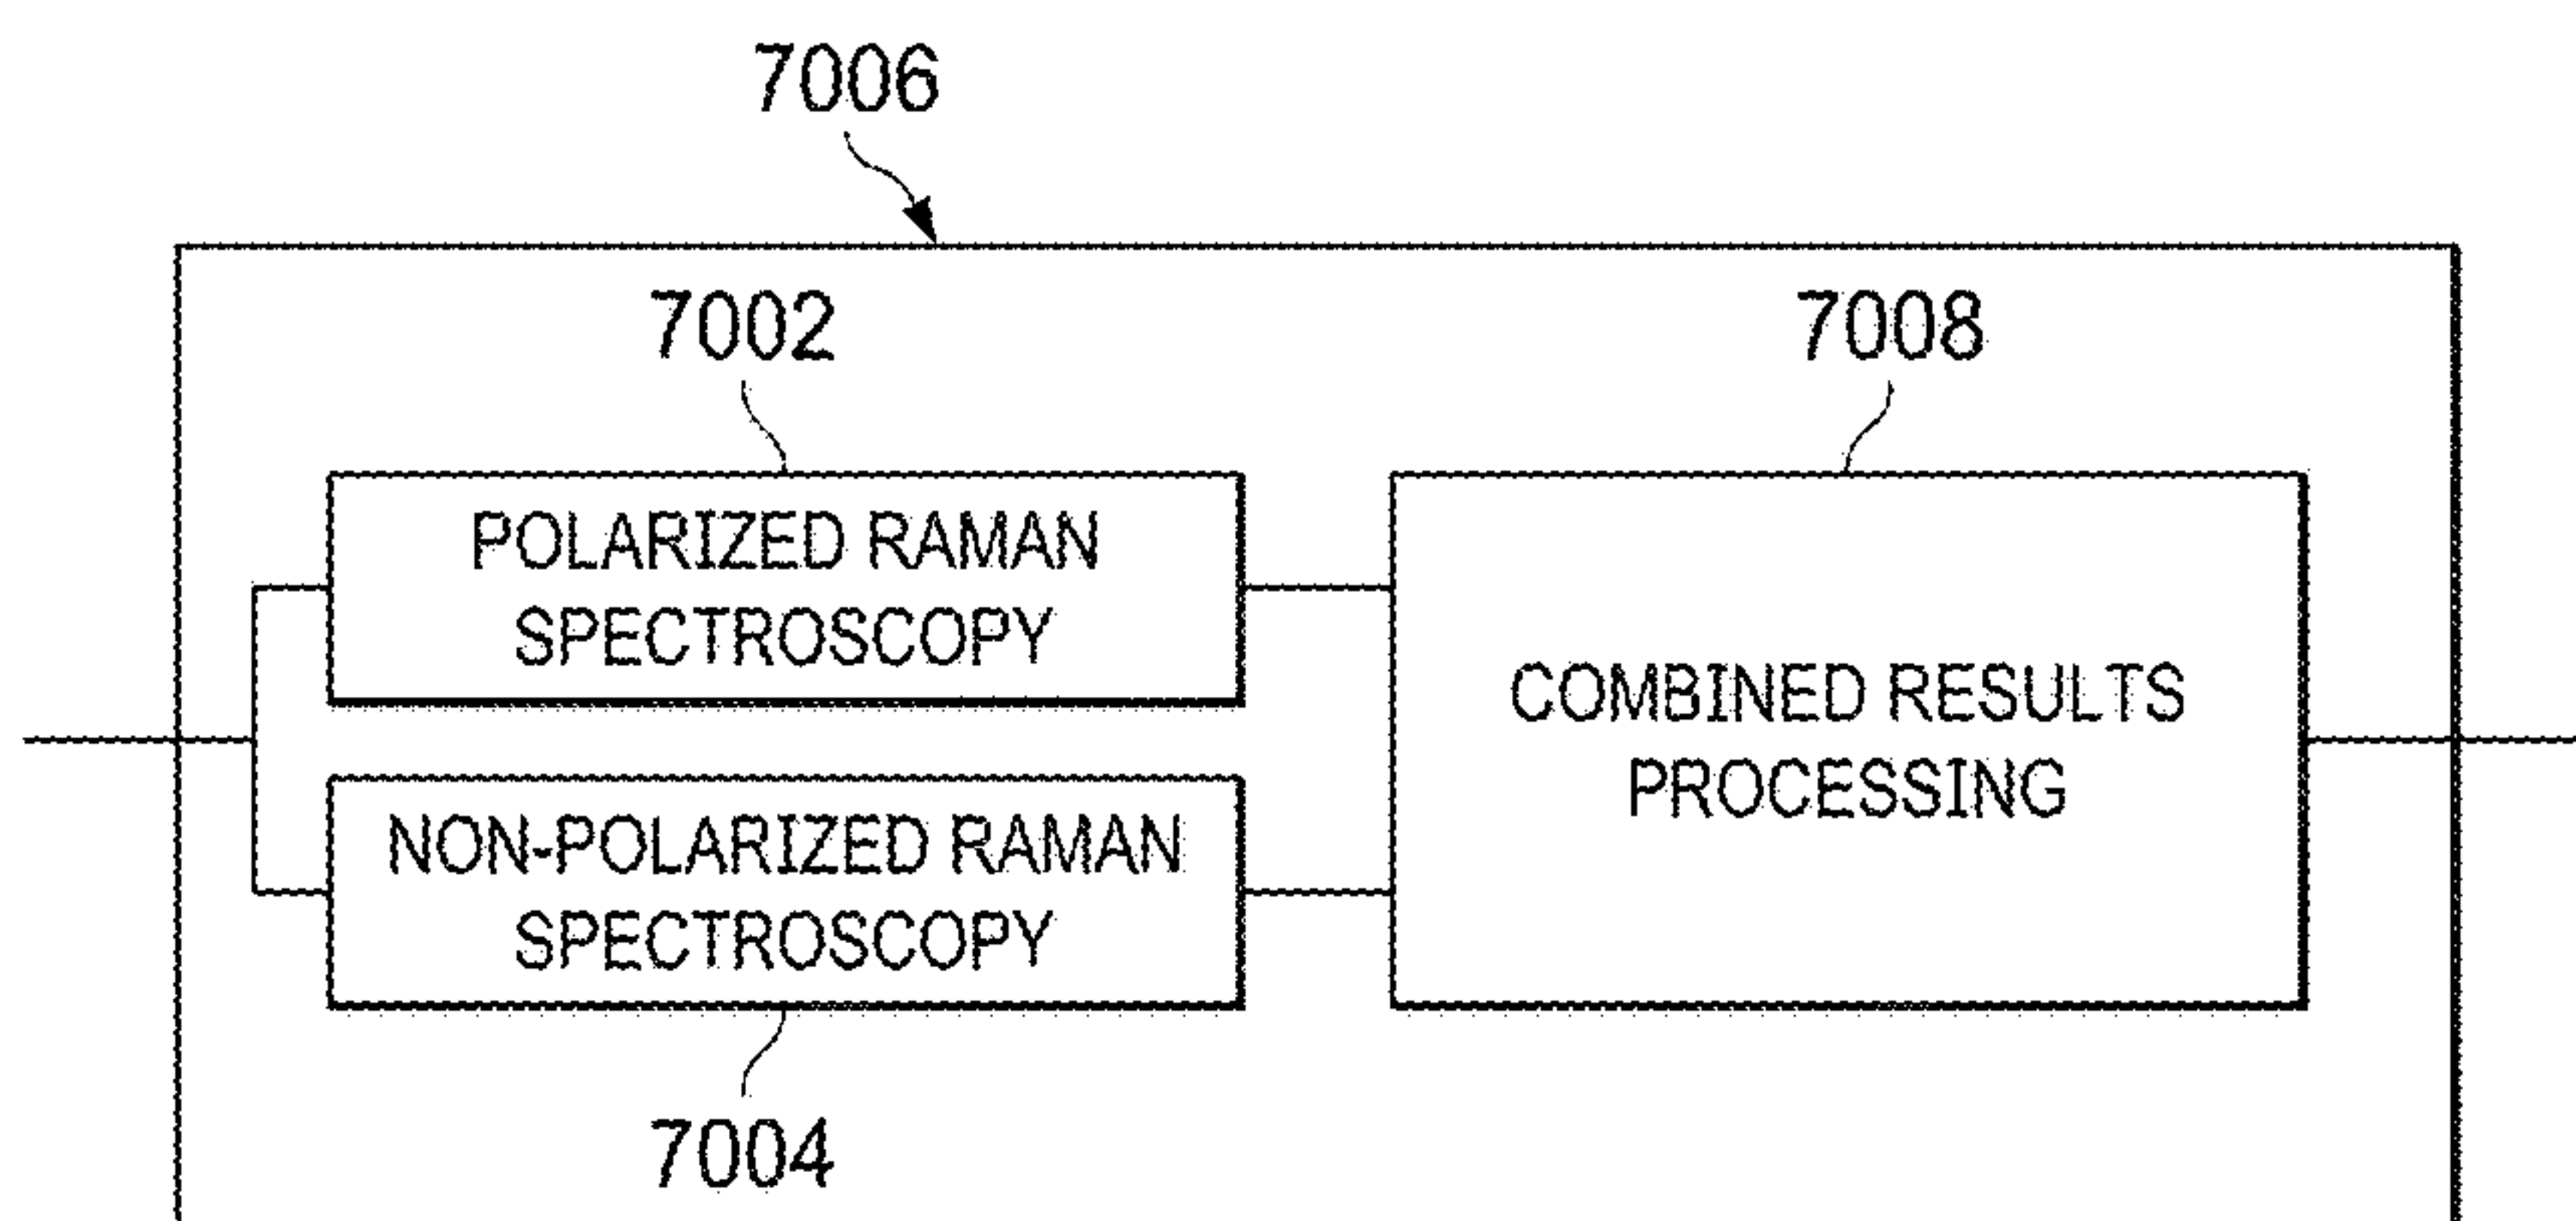 7006
7002
7008
POLARIZED RAMAN
SPECTROSCOPY
COMBINED RESULTS
PROCESSING
NON-POLARIZED RAMAN
SPECTROSCOPY
7004